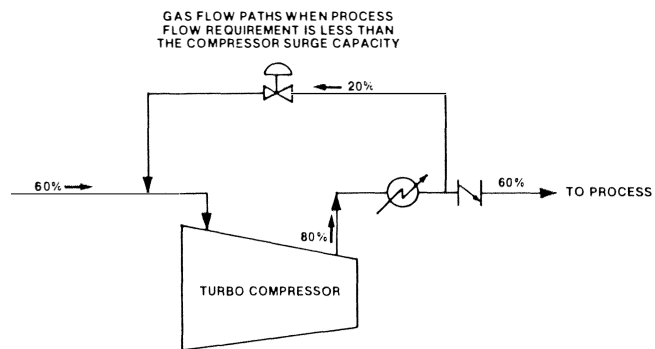 GAS FLOW PATHS WHEN PROCESS
FLOW REQUIREMENT IS LESS THAN
THE COMPRESSOR SURGE CAPACITY
20%
60%
60%
TO PROCESS
80%
TURBO COMPRESSOR